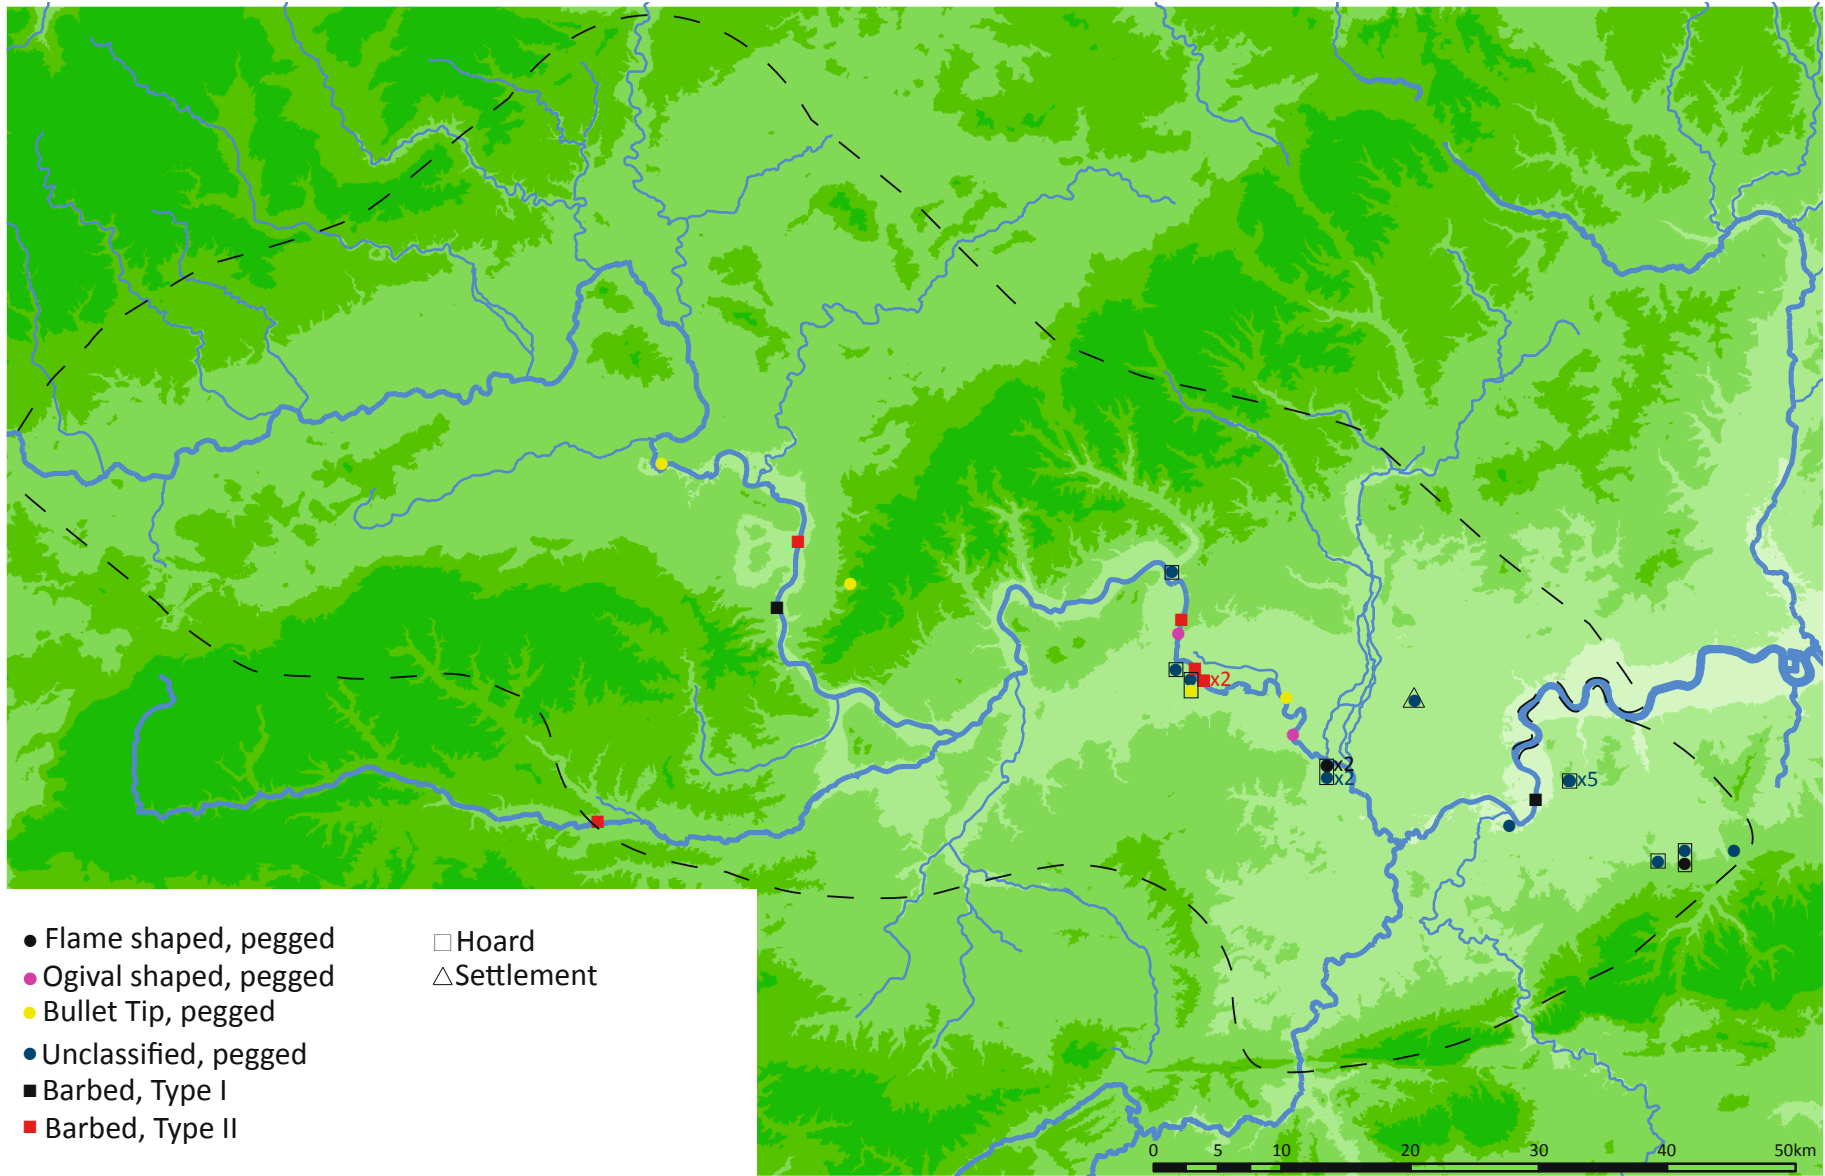 x2
x2
x2
x5
Flame shaped, pegged
Ogival shaped, pegged
Bullet Tip, pegged
Unclassified, pegged
Barbed, Type I
Barbed, Type II
Hoard
Settlement
0 5 10 20 30 40 50km